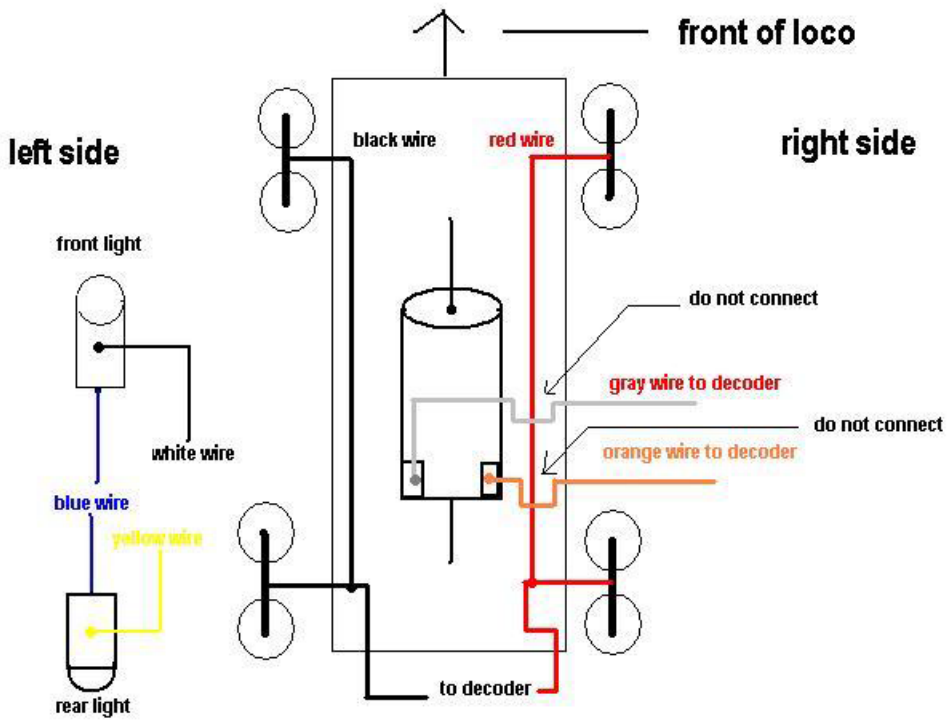 front of loco
left side
black wire
red wire
right side
front light
do not connect
gray wire to decoder
do not connect
white wire
orange wire to decoder
blue wire
yellow wire
to decoder
rear light